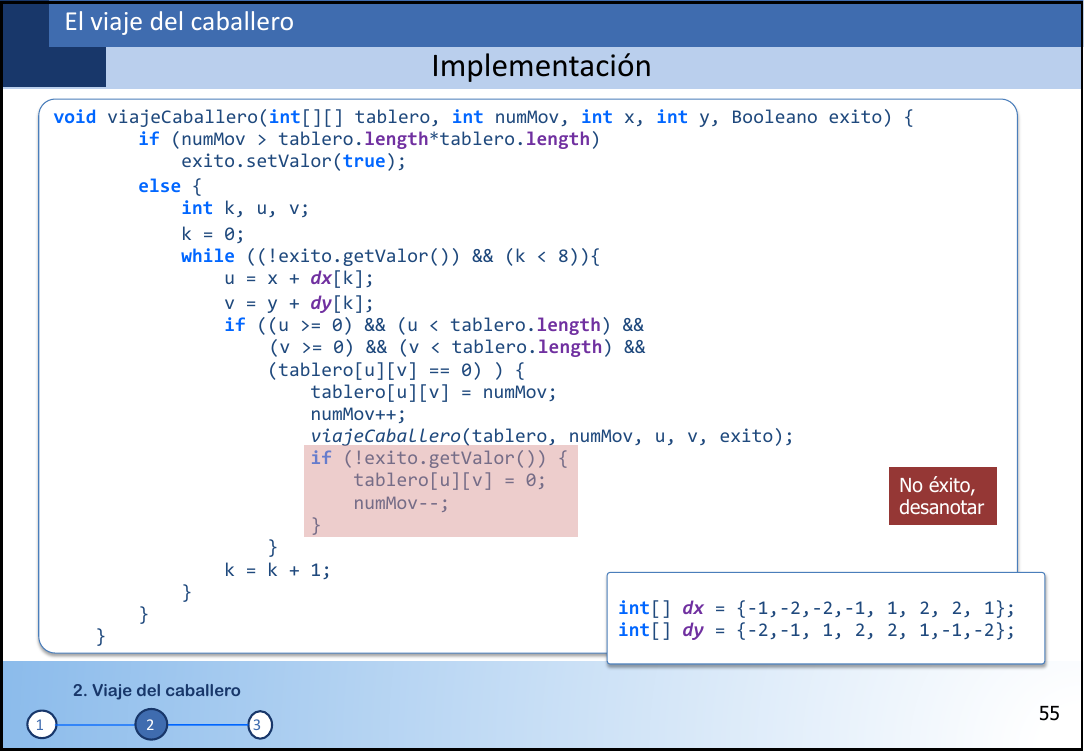 El viaje del caballero
Implementación
void viajeCaballero(int[][] tablero, int numMov, int x, int y, Booleano exito) {
        if (numMov > tablero.length*tablero.length)
            exito.setValor(true);
        else {
            int k, u, v;
            k = 0;
            while ((!exito.getValor()) && (k < 8)){
                u = x + dx[k];
                v = y + dy[k];
                if ((u >= 0) && (u < tablero.length) &&
                    (v >= 0) && (v < tablero.length) &&
                    (tablero[u][v] == 0) ) {
                        tablero[u][v] = numMov;
                        numMov++;
                        viajeCaballero(tablero, numMov, u, v, exito);
                        if (!exito.getValor()) {
                            tablero[u][v] = 0;
                            numMov--;
                        }
                    }
                k = k + 1;
            }
        }
    }
No éxito,
desanotar
int[] dx = {-1,-2,-2,-1, 1, 2, 2, 1};
int[] dy = {-2,-1, 1, 2, 2, 1,-1,-2};
2. Viaje del caballero
1 2 3
55